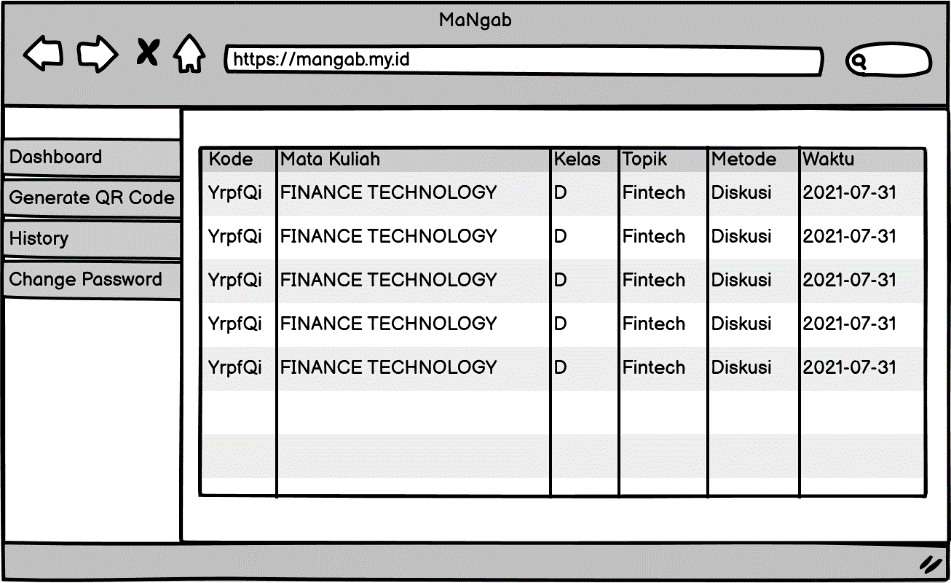 MaNgab
https://mangab.my.id
Dashboard
Generate QR Code
History
Change Password
Kode Mata Kuliah Kelas Topik Metode Waktu
YrpfQi FINANCE TECHNOLOGY D Fintech Diskusi 2021-07-31
YrpfQi FINANCE TECHNOLOGY D Fintech Diskusi 2021-07-31
YrpfQi FINANCE TECHNOLOGY D Fintech Diskusi 2021-07-31
YrpfQi FINANCE TECHNOLOGY D Fintech Diskusi 2021-07-31
YrpfQi FINANCE TECHNOLOGY D Fintech Diskusi 2021-07-31